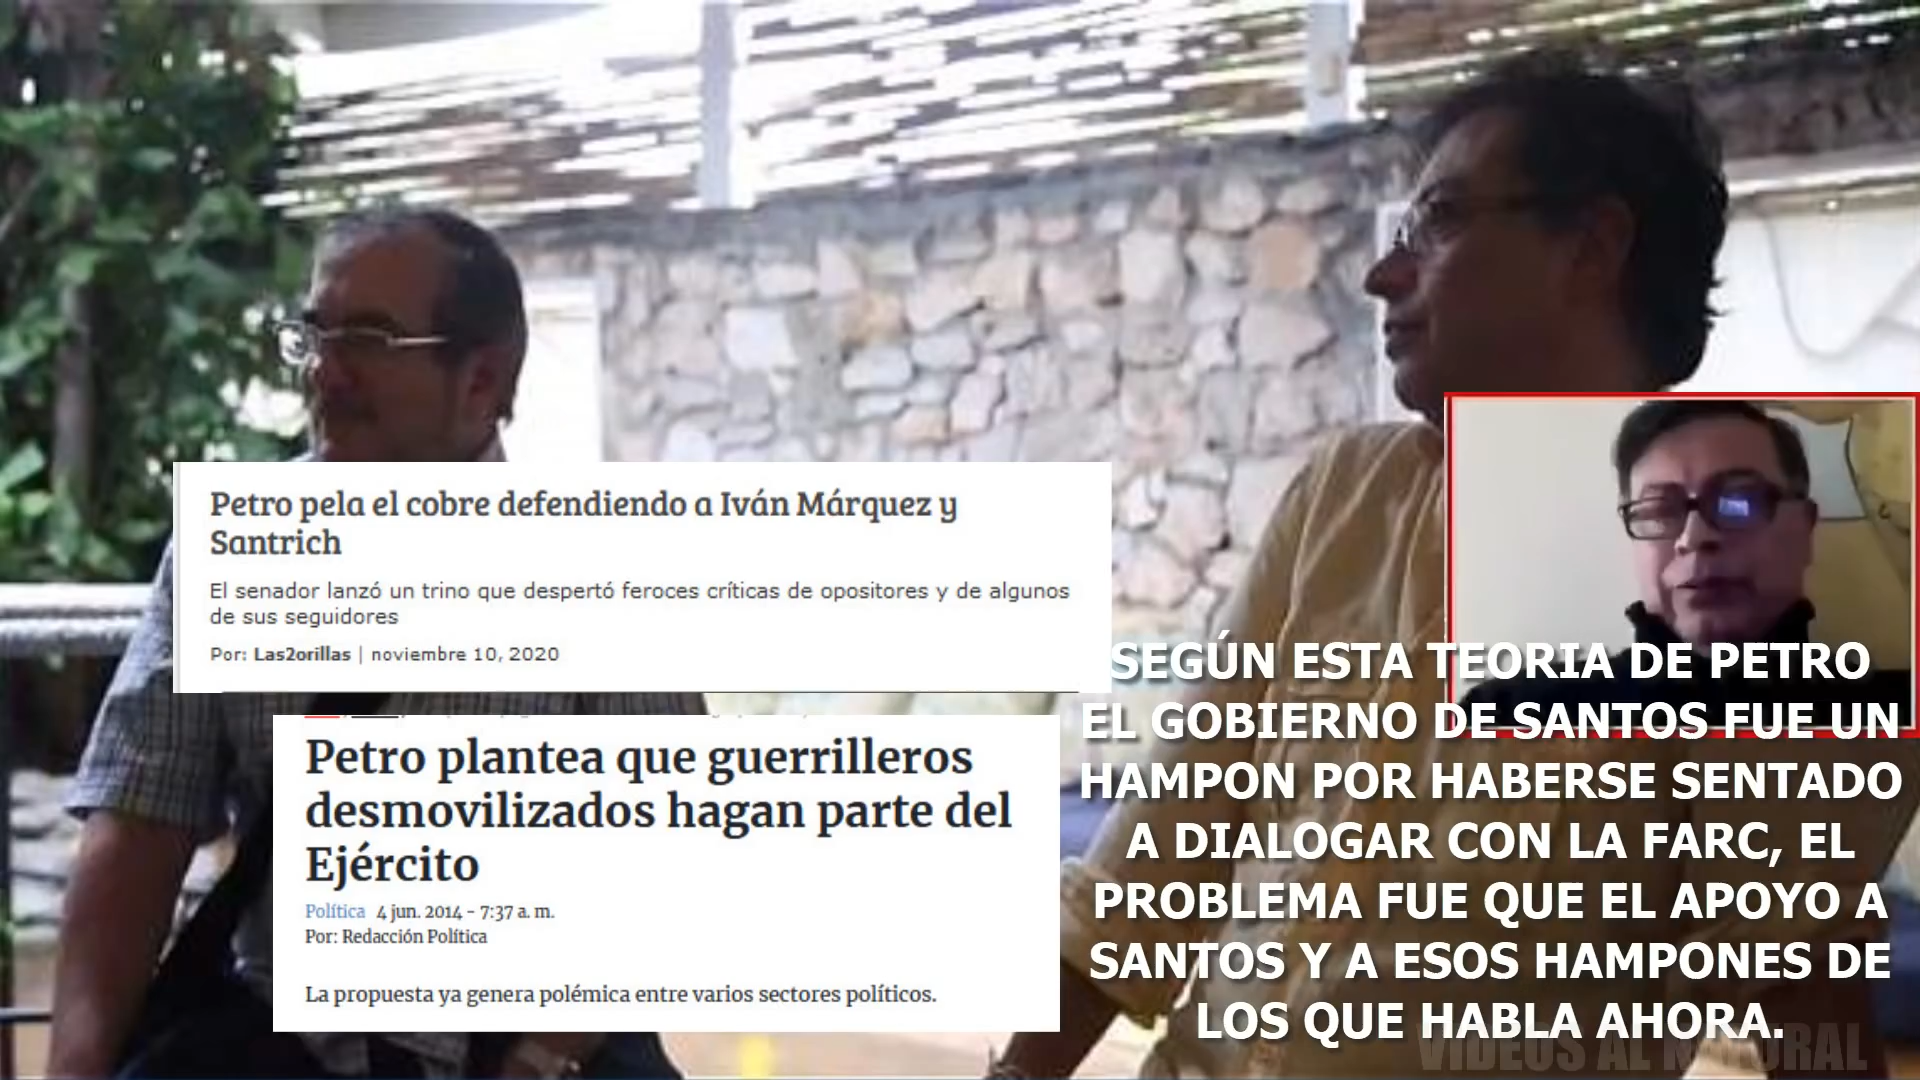 Petro pela el cobre defendiendo a Iván Márquez y
Santrich
El senador lanzó un trino que despertó feroces críticas de opositores y de algunos
de sus seguidores
Por: Las2orillas | noviembre 10, 2020
Petro plantea que guerrilleros
desmovilizados hagan parte del
Ejército
Política 4 jun. 2014 - 7:37 a. m.
Por: Redacción Política
La propuesta ya genera polémica entre varios sectores políticos.
SEGÚN ESTA TEORIA DE PETRO
EL GOBIERNO DE SANTOS FUE UN
HAMPON POR HABERSE SENTADO
A DIALOGAR CON LA FARC, EL
PROBLEMA FUE QUE EL APOYO A
SANTOS Y A ESOS HAMPONES DE
LOS QUE HABLA AHORA.
VIDEOS AL NATURAL